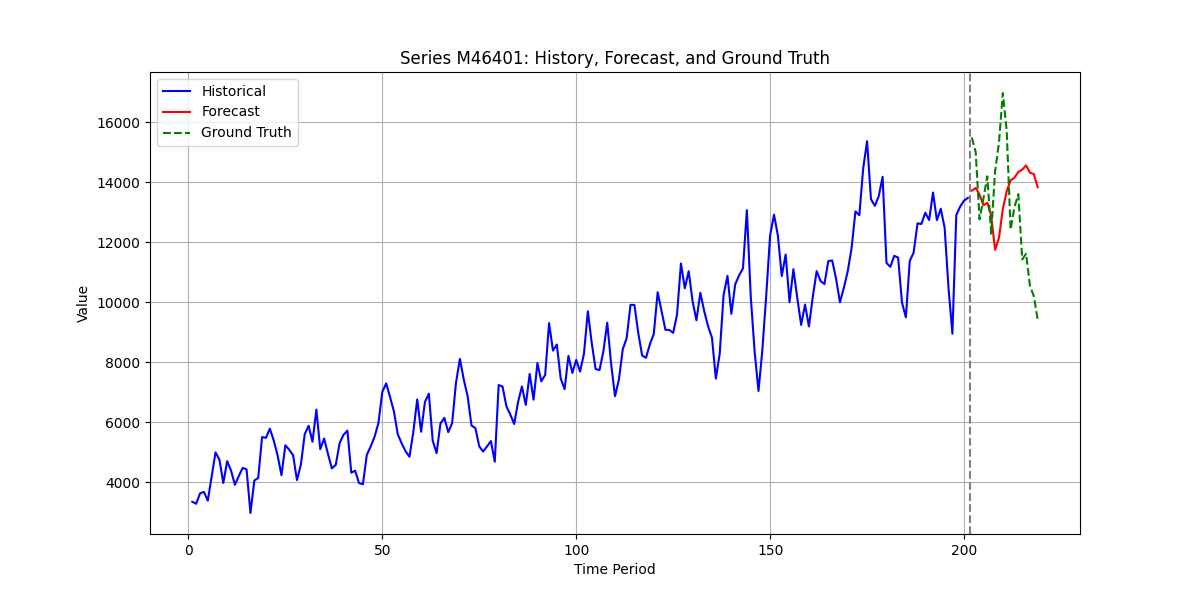 Series M46401: History, Forecast, and Ground Truth
Historical
Forecast
Ground Truth
16000
14000
12000
10000
8000
6000
4000
Value
0
50
100
150
200
Time Period